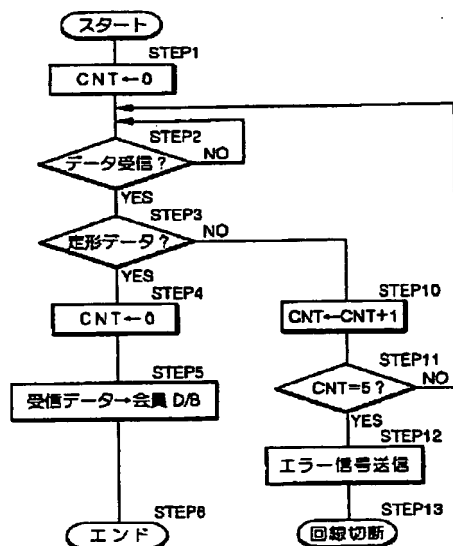 スタート
STEP1
CNT←0
STEP2
データ受信?
NO
YES
STEP3
定形データ?
NO
YES
STEP4
CNT←0
STEP5
受信データ→会員 D/B
STEP6
エンド
STEP10
CNT←CNT+1
STEP11
CNT=5?
NO
YES
STEP12
エラー信号送信
STEP13
回線切断